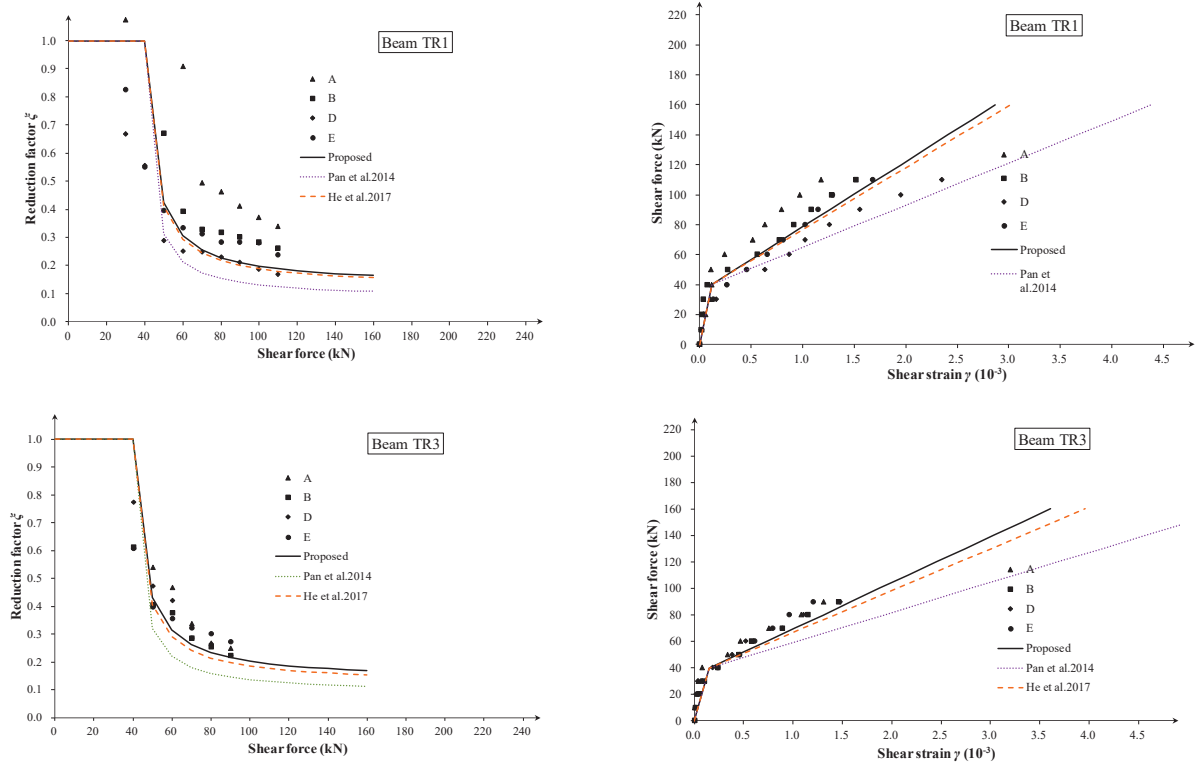 Beam TR1
Reduction factor ξ
1.0
0.9
0.8
0.7
0.6
0.5
0.4
0.3
0.2
0.1
0.0
A
B
D
E
Proposed
Pan et al.2014
He et al.2017
0 20 40 60 80 100 120 140 160 180 200 220 240
Shear force (kN)
Beam TR1
Shear force (kN)
220
200
180
160
140
120
100
80
60
40
20
0
A
B
D
E
Proposed
Pan et
al.2014
0.0 0.5 1.0 1.5 2.0 2.5 3.0 3.5 4.0 4.5
Shear strain γ (10⁻³)
Beam TR3
Reduction factor ξ
1.0
0.9
0.8
0.7
0.6
0.5
0.4
0.3
0.2
0.1
0.0
A
B
D
E
Proposed
Pan et al.2014
He et al.2017
0 20 40 60 80 100 120 140 160 180 200 220 240
Shear force (kN)
Beam TR3
Shear force (kN)
220
200
180
160
140
120
100
80
60
40
20
0
A
B
D
E
Proposed
Pan et al.2014
He et al.2017
0.0 0.5 1.0 1.5 2.0 2.5 3.0 3.5 4.0 4.5
Shear strain γ (10⁻³)